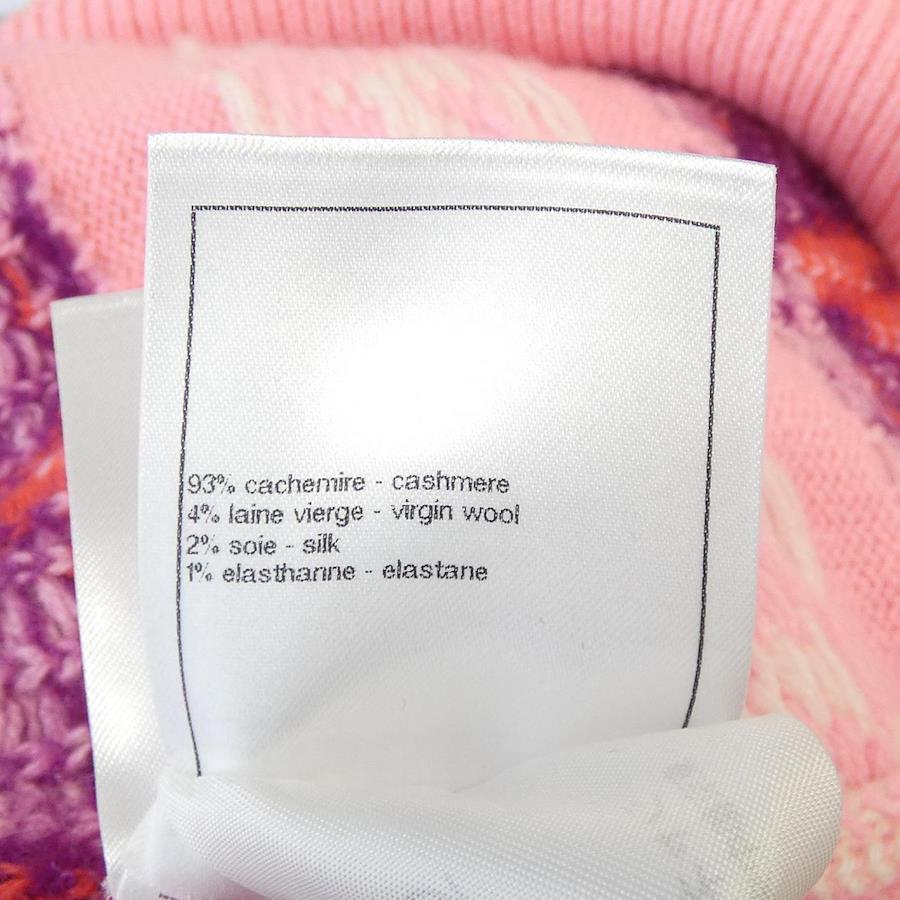 93% cachemire - cashmere
4% laine vierge - virgin wool
2% soie - silk
1% elasthanne - elastane